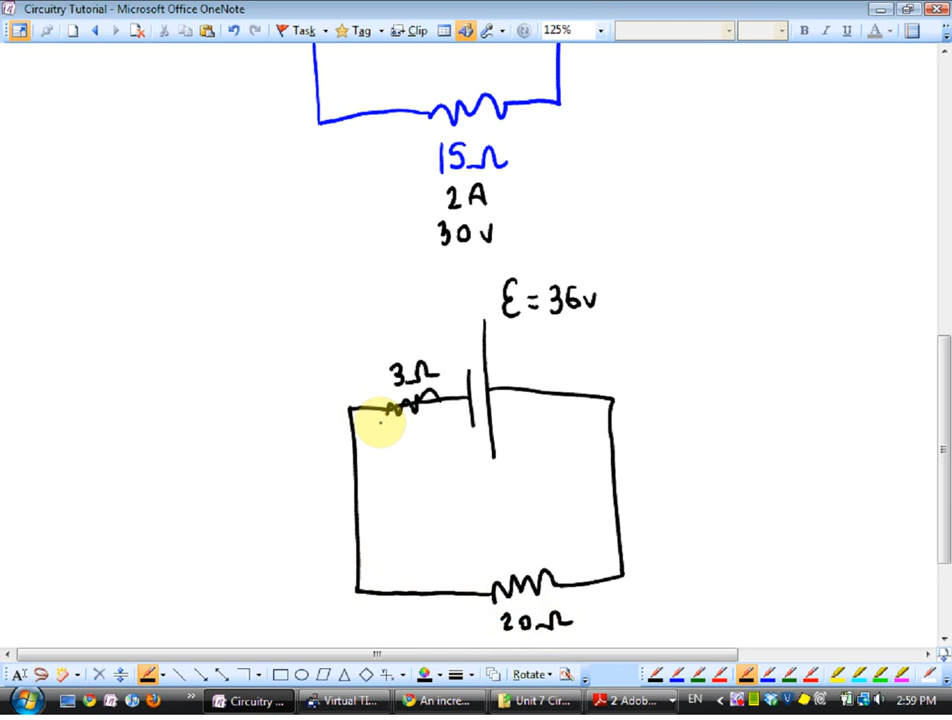 Circuitry Tutorial - Microsoft Office OneNote
Task Tag Clip 125% B I U A
15Ω
2A
30V
ε = 36V
3Ω
20Ω
Rotate
Circuitry ... Virtual TI... An incre... Unit 7 Cir... 2 Adob... EN 2:59 PM